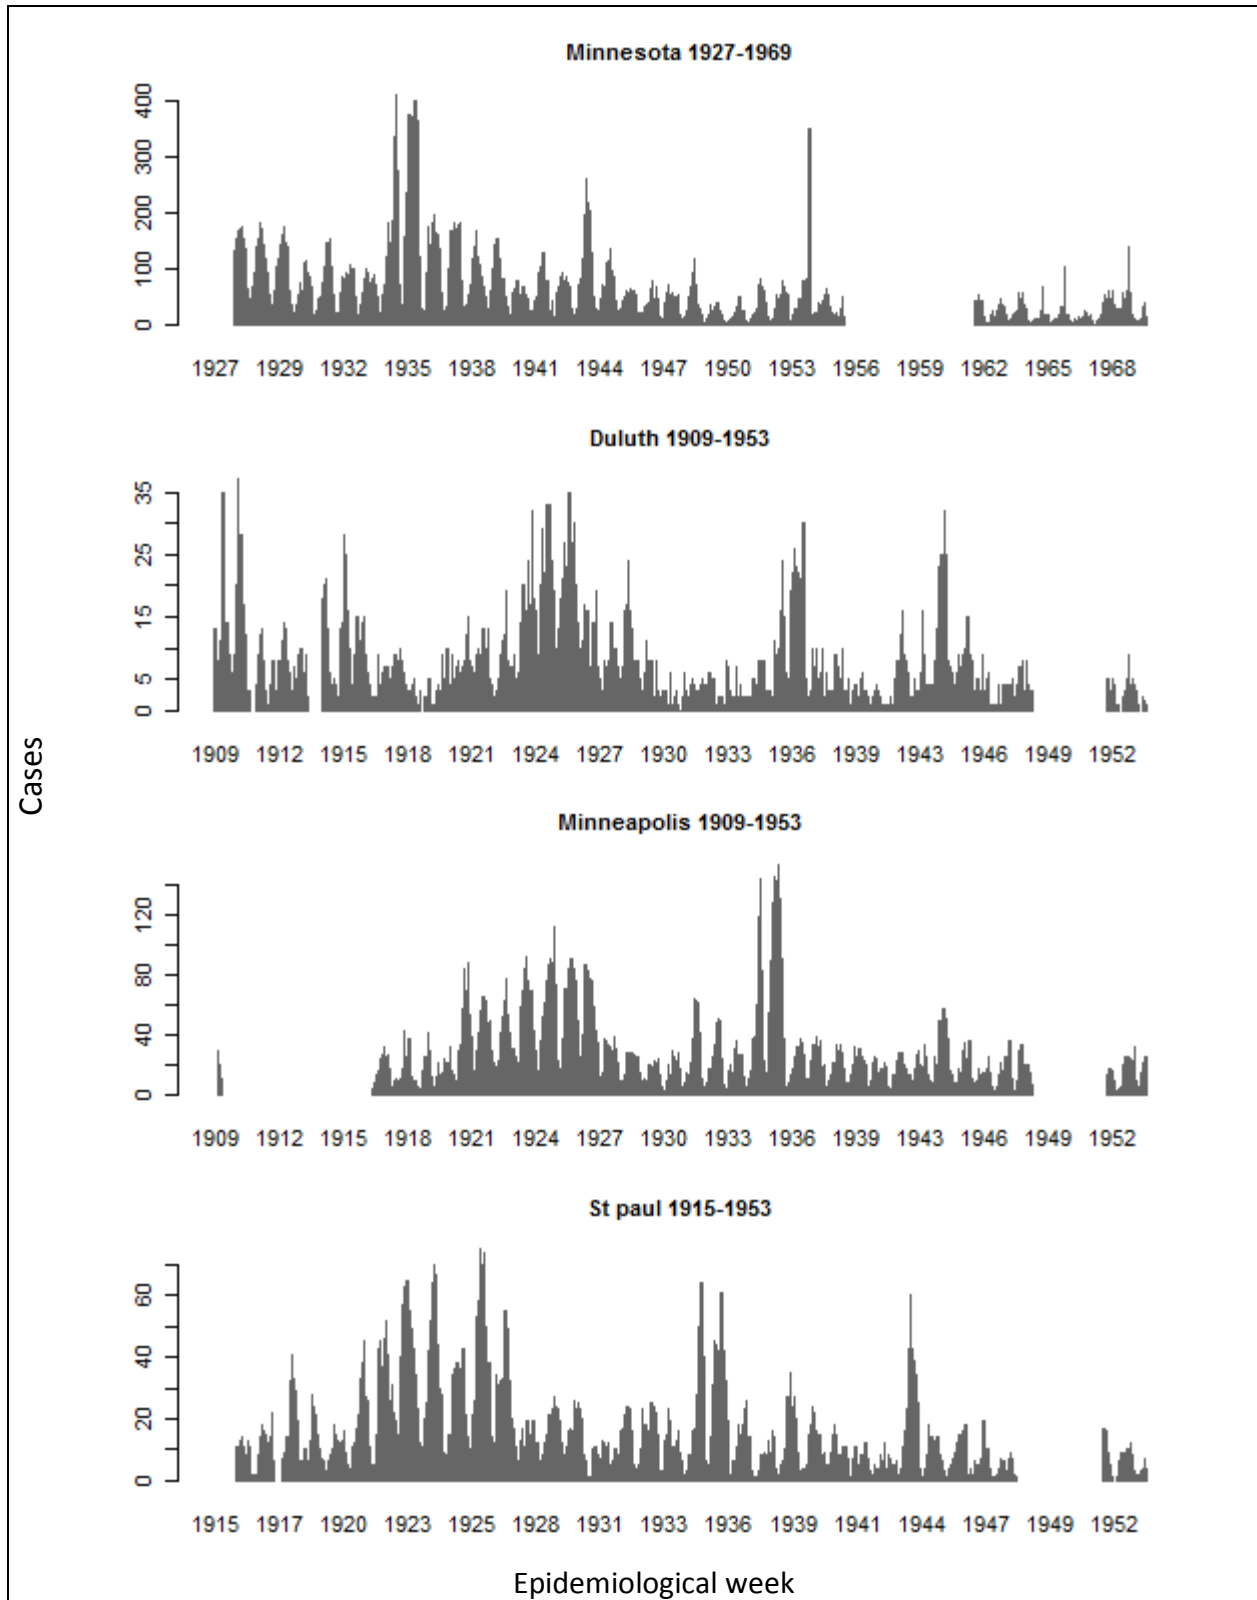 Minnesota 1927-1969
400
300
200
100
0
1927 1929 1932 1935 1938 1941 1944 1947 1950 1953 1956 1959 1962 1965 1968
Duluth 1909-1953
35
25
15
5
0
1909 1912 1915 1918 1921 1924 1927 1930 1933 1936 1939 1943 1946 1949 1952
Cases
Minneapolis 1909-1953
120
80
40
0
1909 1912 1915 1918 1921 1924 1927 1930 1933 1936 1939 1943 1946 1949 1952
St paul 1915-1953
60
40
20
0
1915 1917 1920 1923 1925 1928 1931 1933 1936 1939 1941 1944 1947 1949 1952
Epidemiological week